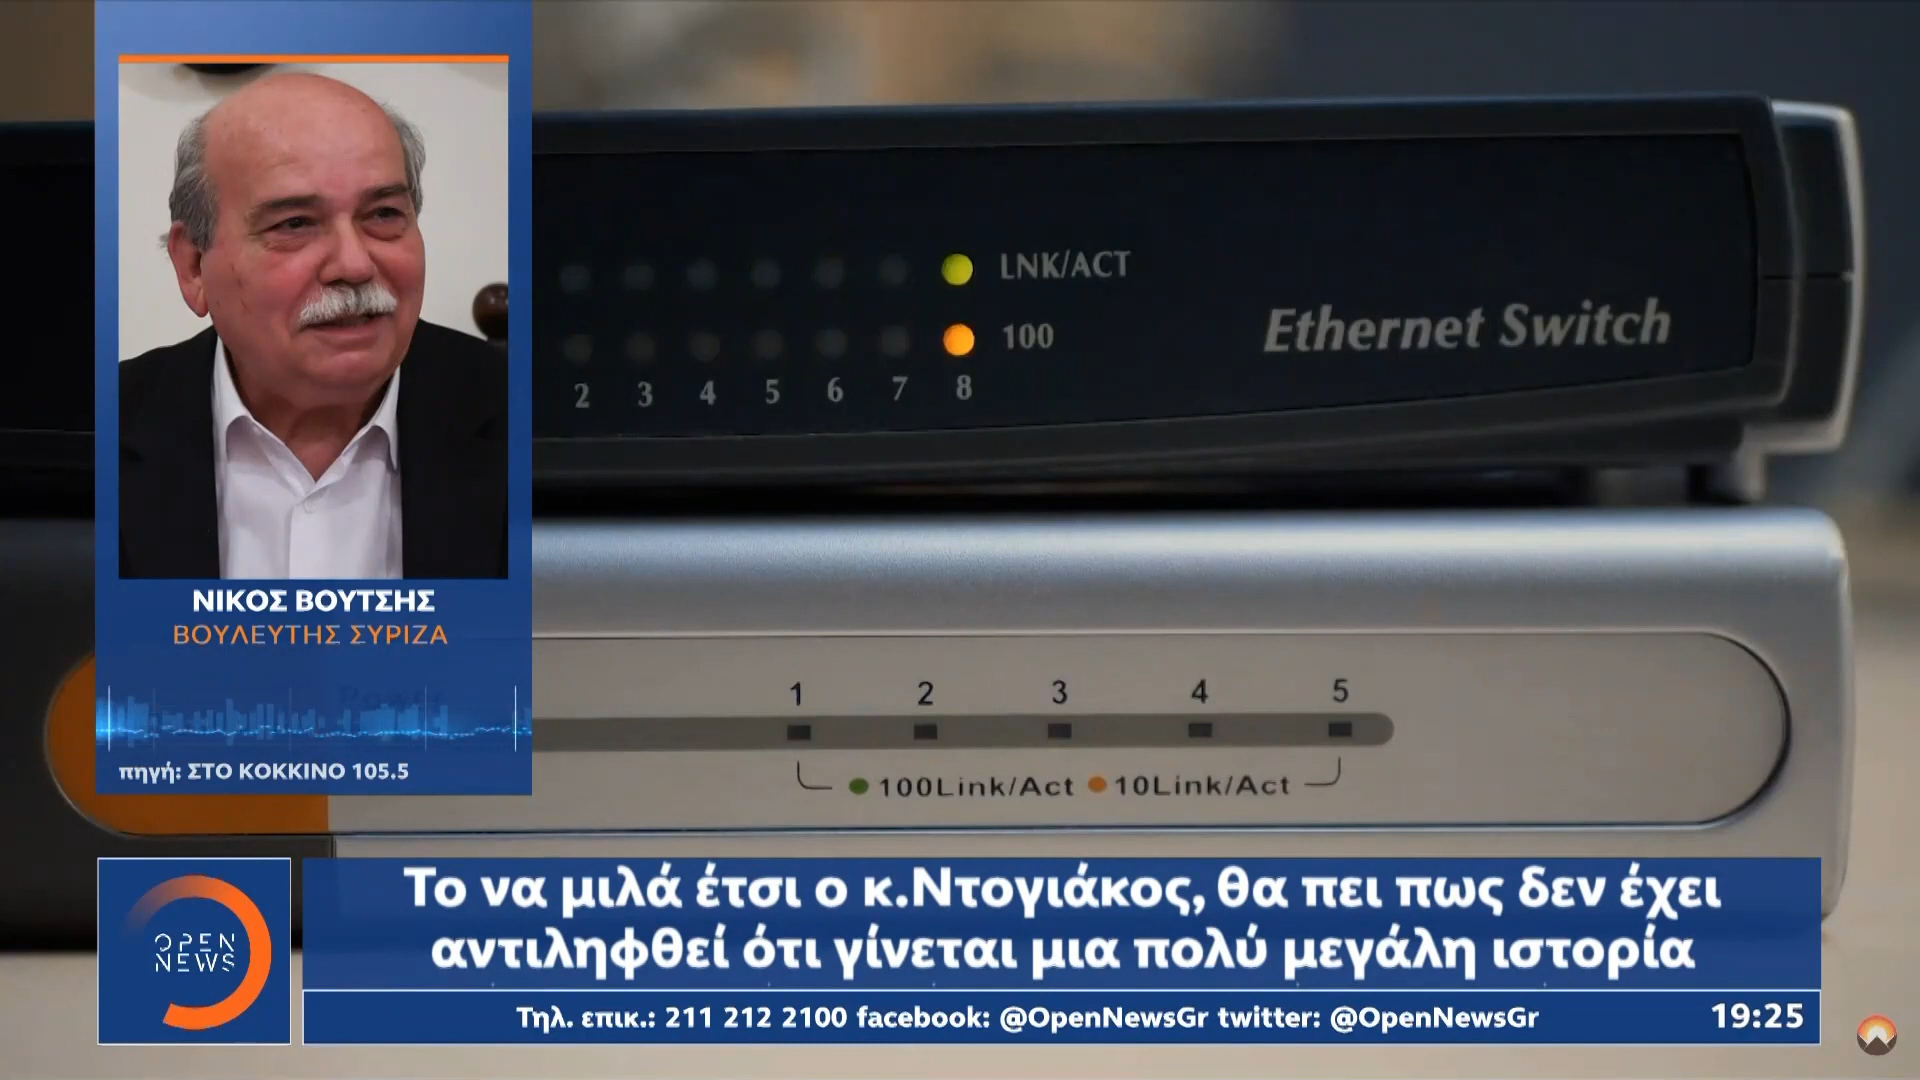 LNK/ACT
100
Ethernet Switch
2 3 4 5 6 7 8
ΝΙΚΟΣ ΒΟΥΤΣΗΣ
ΒΟΥΛΕΥΤΗΣ ΣΥΡΙΖΑ
πηγή: ΣΤΟ ΚΟΚΚΙΝΟ 105.5
1 2 3 4 5
100Link/Act 10Link/Act
OPEN
NEWS
Το να μιλά έτσι ο κ.Ντογιάκος, θα πει πως δεν έχει
αντιληφθεί ότι γίνεται μια πολύ μεγάλη ιστορία
Τηλ. επικ.: 211 212 2100 facebook: @OpenNewsGr twitter: @OpenNewsGr
19:25